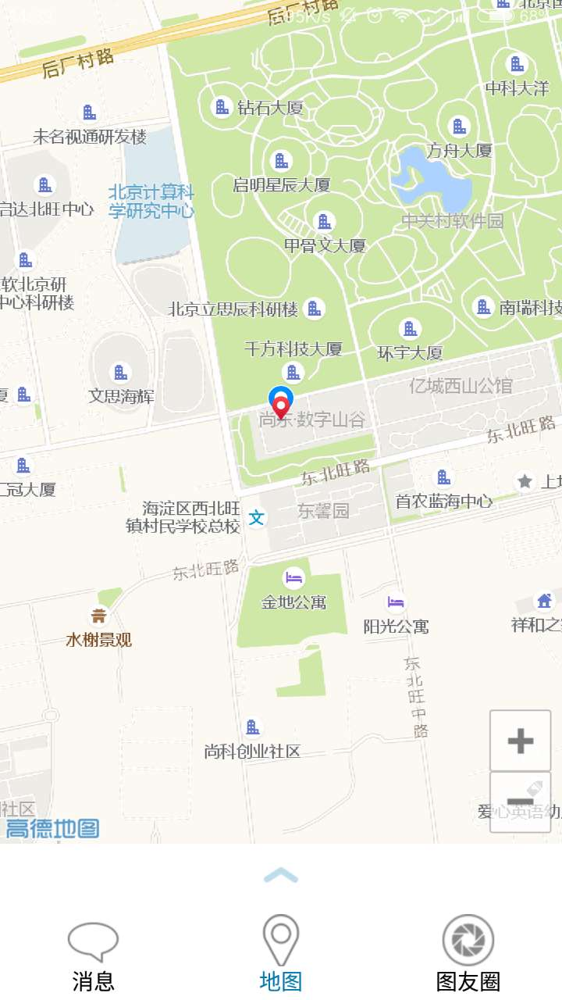 后厂村路
北京国
5K/s
68%
后厂村路
中科大洋
钻石大厦
未名视通研发楼
方舟大厦
启明星辰大厦
北京计算科
学研究中心
启达北旺中心
中关村软件园
甲骨文大厦
软北京研
中心科研楼
北京立思辰科研楼
南瑞科技
千方科技大厦
环宇大厦
亿城西山公馆
文思海辉
厦
尚东·数字山谷
东北旺路
东北旺路
汇冠大厦
上地
首农蓝海中心
海淀区西北旺
镇村民学校总校
文
东馨园
东北旺路
金地公寓
阳光公寓
祥和之家
水榭景观
东北旺中路
尚科创业社区
社区
爱心英语幼儿
高德地图
消息
地图
图友圈